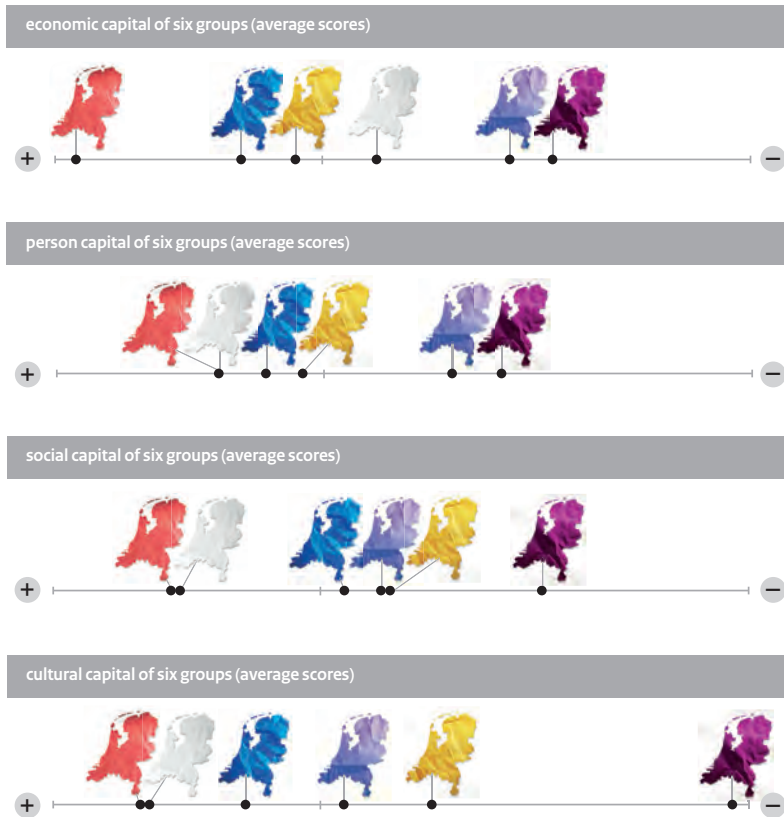 economic capital of six groups (average scores)
+ −
person capital of six groups (average scores)
+ −
social capital of six groups (average scores)
+ −
cultural capital of six groups (average scores)
+ −